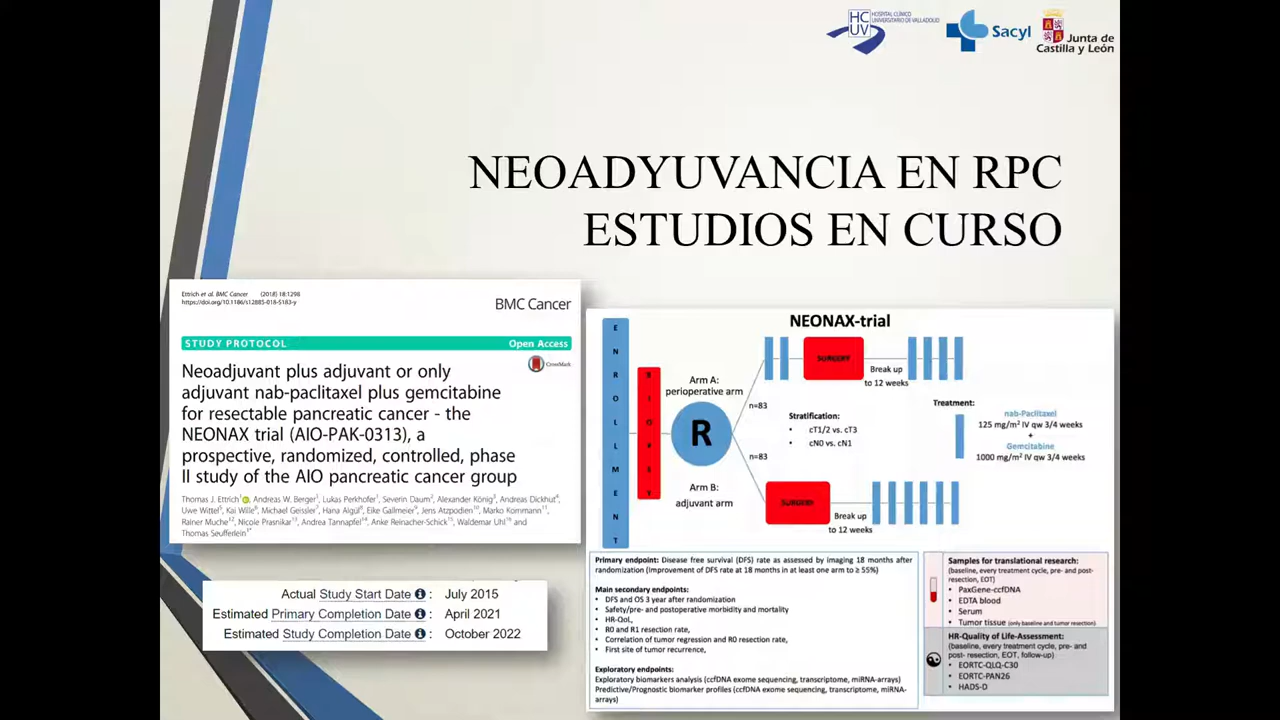 HC
UV
HOSPITAL CLÍNICO
UNIVERSITARIO DE VALLADOLID
Sacyl
Junta de
Castilla y León
NEOADYUVANCIA EN RPC
ESTUDIOS EN CURSO
Ettrich et al. BMC Cancer (2018) 18:1298
https://doi.org/10.1186/s12885-018-5183-y
BMC Cancer
STUDY PROTOCOL
Open Access
CrossMark
Neoadjuvant plus adjuvant or only
adjuvant nab-paclitaxel plus gemcitabine
for resectable pancreatic cancer - the
NEONAX trial (AIO-PAK-0313), a
prospective, randomized, controlled, phase
II study of the AIO pancreatic cancer group
Thomas J. Ettrich, Andreas W. Berger, Lukas Perkhofer, Severin Daum, Alexander König, Andreas Dickhut,
Uwe Wittel, Kai Wille, Michael Geissler, Hana Algül, Eike Gallmeier, Jens Atzpodien, Marko Kornmann,
Rainer Muche, Nicole Prasnikar, Andrea Tannapfel, Anke Reinacher-Schick, Waldemar Uhl and
Thomas Seufferlein
Actual Study Start Date : July 2015
Estimated Primary Completion Date : April 2021
Estimated Study Completion Date : October 2022
NEONAX-trial
ENROLLMENT
BIOPSY
R
Arm A:
perioperative arm
n=83
SURGERY
Break up
to 12 weeks
Stratification:
• cT1/2 vs. cT3
• cN0 vs. cN1
n=83
Arm B:
adjuvant arm
SURGERY
Break up
to 12 weeks
Treatment:
nab-Paclitaxel
125 mg/m² IV qw 3/4 weeks
+
Gemcitabine
1000 mg/m² IV qw 3/4 weeks
Primary endpoint: Disease free survival (DFS) rate as assessed by imaging 18 months after
randomization (Improvement of DFS rate at 18 months in at least one arm to ≥ 55%)
Main secondary endpoints:
• DFS and OS 3 year after randomization
• Safety/pre- and postoperative morbidity and mortality
• HR-QoL,
• R0 and R1 resection rate,
• Correlation of tumor regression and R0 resection rate,
• First site of tumor recurrence,
Exploratory endpoints:
Exploratory biomarkers analysis (ccfDNA exome sequencing, transcriptome, miRNA-arrays)
Predictive/Prognostic biomarker profiles (ccfDNA exome sequencing, transcriptome, miRNA-
arrays)
Samples for translational research:
(baseline, every treatment cycle, pre- and post-
resection, EOT)
• PaxGene-ccfDNA
• EDTA blood
• Serum
• Tumor tissue (only baseline and tumor resection)
HR-Quality of Life-Assessment:
(baseline, every treatment cycle, pre- and
post- resection, EOT, follow-up)
• EORTC-QLQ-C30
• EORTC-PAN26
• HADS-D